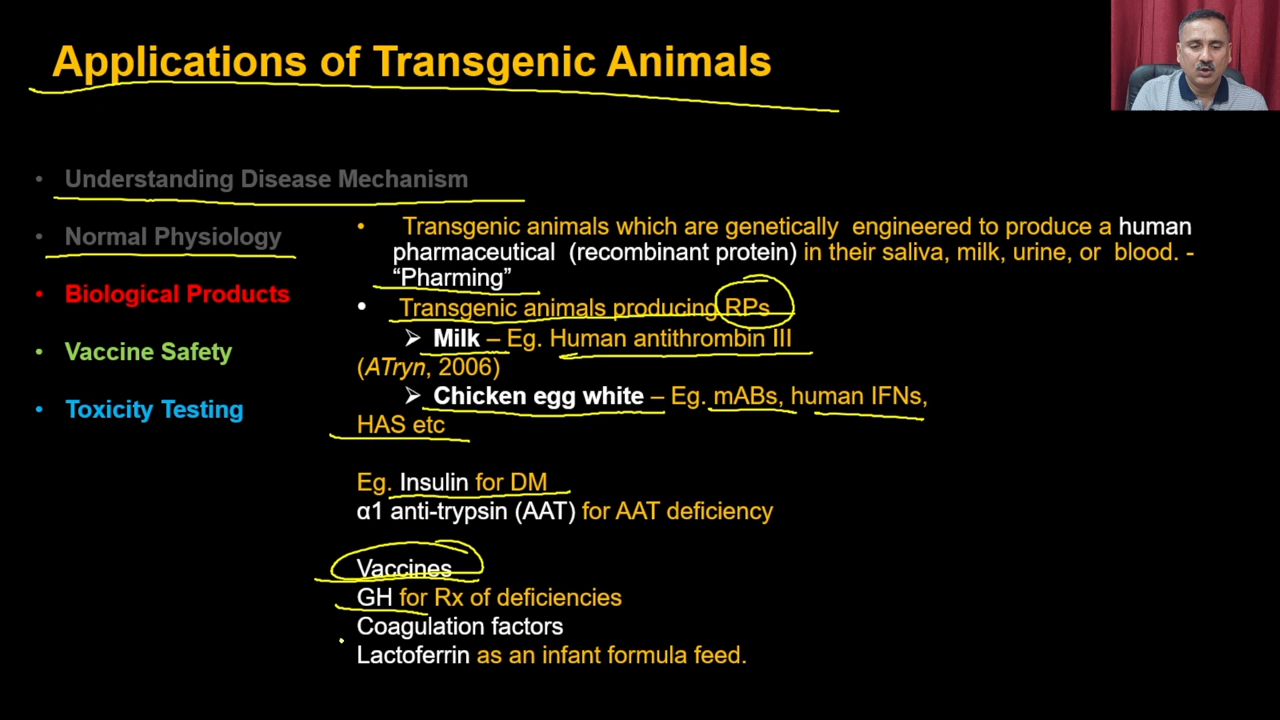 Applications of Transgenic Animals
• Understanding Disease Mechanism
• Normal Physiology
• Biological Products
• Vaccine Safety
• Toxicity Testing
• Transgenic animals which are genetically engineered to produce a human
pharmaceutical (recombinant protein) in their saliva, milk, urine, or blood. -
“Pharming”
• Transgenic animals producing RPs
➢ Milk – Eg. Human antithrombin III
(ATryn, 2006)
➢ Chicken egg white – Eg. mABs, human IFNs,
HAS etc
Eg. Insulin for DM
α1 anti-trypsin (AAT) for AAT deficiency
Vaccines
GH for Rx of deficiencies
Coagulation factors
Lactoferrin as an infant formula feed.